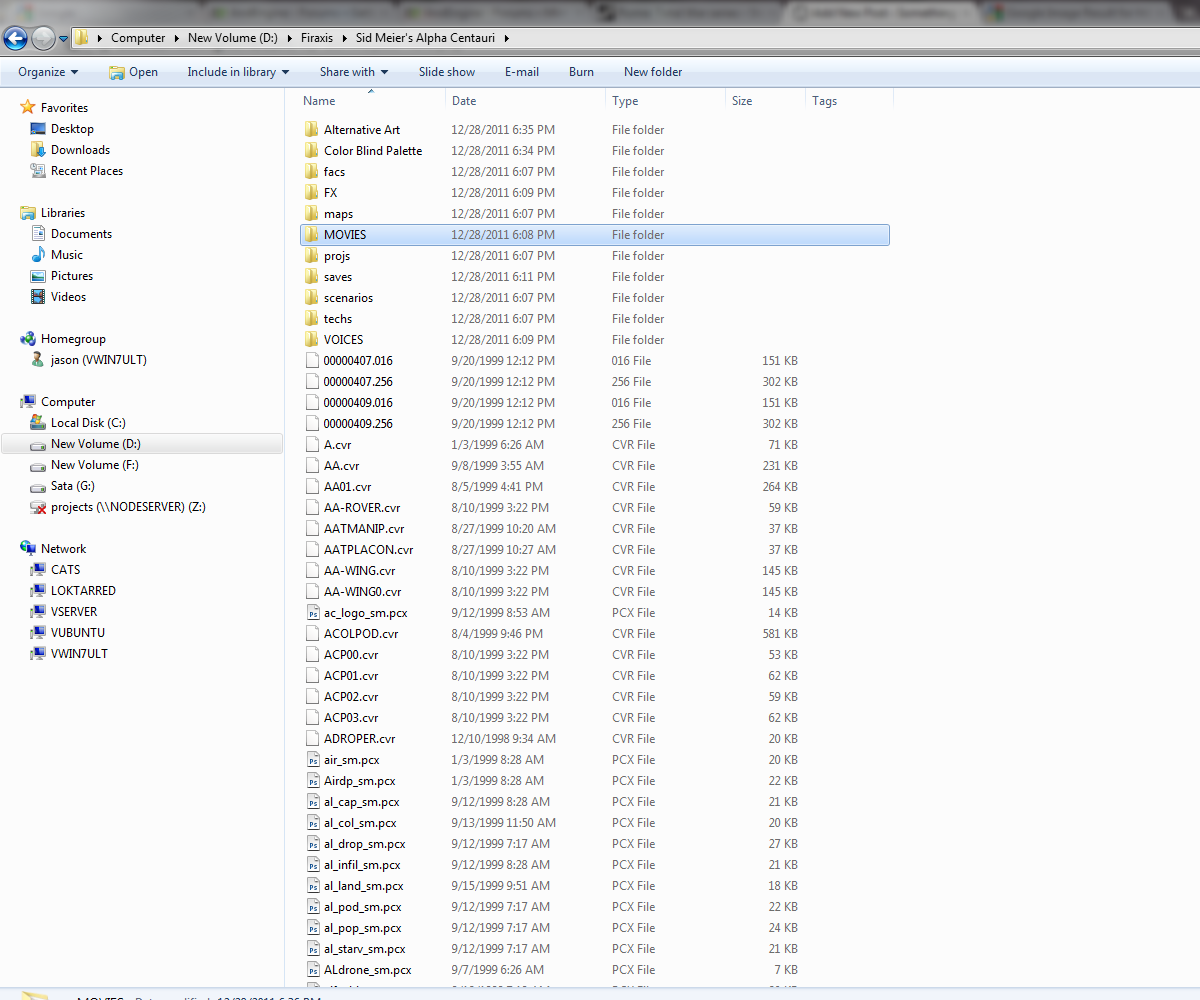 Computer New Volume (D:) Firaxis Sid Meier's Alpha Centauri
Organize Open Include in library Share with Slide show E-mail Burn New folder
Favorites
Desktop
Downloads
Recent Places
Libraries
Documents
Music
Pictures
Videos
Homegroup
jason (VWIN7ULT)
Computer
Local Disk (C:)
New Volume (D:)
New Volume (F:)
Sata (G:)
projects (\\NODESERVER) (Z:)
Network
CATS
LOKTARRED
VSERVER
VUBUNTU
VWIN7ULT
Name Date Type Size Tags
Alternative Art 12/28/2011 6:35 PM File folder
Color Blind Palette 12/28/2011 6:34 PM File folder
facs 12/28/2011 6:07 PM File folder
FX 12/28/2011 6:09 PM File folder
maps 12/28/2011 6:07 PM File folder
MOVIES 12/28/2011 6:08 PM File folder
projs 12/28/2011 6:07 PM File folder
saves 12/28/2011 6:11 PM File folder
scenarios 12/28/2011 6:07 PM File folder
techs 12/28/2011 6:07 PM File folder
VOICES 12/28/2011 6:09 PM File folder
00000407.016 9/20/1999 12:12 PM 016 File 151 KB
00000407.256 9/20/1999 12:12 PM 256 File 302 KB
00000409.016 9/20/1999 12:12 PM 016 File 151 KB
00000409.256 9/20/1999 12:12 PM 256 File 302 KB
A.cvr 1/3/1999 6:26 AM CVR File 71 KB
AA.cvr 9/8/1999 3:55 AM CVR File 231 KB
AA01.cvr 8/5/1999 4:41 PM CVR File 264 KB
AA-ROVER.cvr 8/10/1999 3:22 PM CVR File 59 KB
AATMANIP.cvr 8/27/1999 10:20 AM CVR File 37 KB
AATPLACON.cvr 8/27/1999 10:27 AM CVR File 37 KB
AA-WING.cvr 8/10/1999 3:22 PM CVR File 145 KB
AA-WING0.cvr 8/10/1999 3:22 PM CVR File 145 KB
ac_logo_sm.pcx 9/12/1999 8:53 AM PCX File 14 KB
ACOLPOD.cvr 8/4/1999 9:46 PM CVR File 581 KB
ACP00.cvr 8/10/1999 3:22 PM CVR File 53 KB
ACP01.cvr 8/10/1999 3:22 PM CVR File 62 KB
ACP02.cvr 8/10/1999 3:22 PM CVR File 59 KB
ACP03.cvr 8/10/1999 3:22 PM CVR File 62 KB
ADROPER.cvr 12/10/1998 9:34 AM CVR File 20 KB
air_sm.pcx 1/3/1999 8:28 AM PCX File 20 KB
Airdp_sm.pcx 1/3/1999 8:28 AM PCX File 22 KB
al_cap_sm.pcx 9/12/1999 8:28 AM PCX File 21 KB
al_col_sm.pcx 9/13/1999 11:50 AM PCX File 20 KB
al_drop_sm.pcx 9/12/1999 7:17 AM PCX File 27 KB
al_infil_sm.pcx 9/12/1999 8:28 AM PCX File 21 KB
al_land_sm.pcx 9/15/1999 9:51 AM PCX File 18 KB
al_pod_sm.pcx 9/12/1999 7:17 AM PCX File 22 KB
al_pop_sm.pcx 9/12/1999 7:17 AM PCX File 24 KB
al_starv_sm.pcx 9/12/1999 7:17 AM PCX File 21 KB
ALdrone_sm.pcx 9/7/1999 6:26 AM PCX File 7 KB